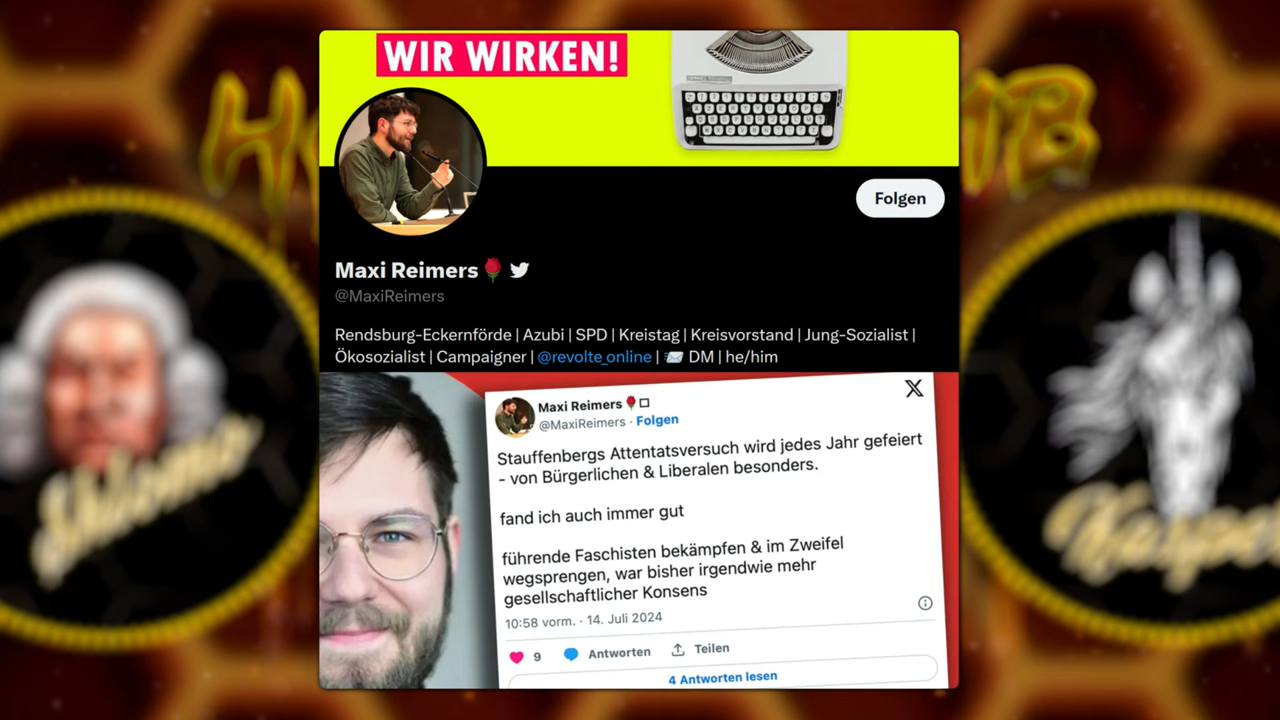 WIR WIRKEN!
Folgen
Maxi Reimers🌹
@MaxiReimers
Rendsburg-Eckernförde | Azubi | SPD | Kreistag | Kreisvorstand | Jung-Sozialist |
Ökosozialist | Campaigner | @revolte_online | 📨 DM | he/him
Maxi Reimers🌹□
@MaxiReimers · Folgen
Stauffenbergs Attentatsversuch wird jedes Jahr gefeiert
- von Bürgerlichen & Liberalen besonders.
fand ich auch immer gut
führende Faschisten bekämpfen & im Zweifel
wegsprengen, war bisher irgendwie mehr
gesellschaftlicher Konsens
10:58 vorm. · 14. Juli 2024
9 Antworten Teilen
4 Antworten lesen